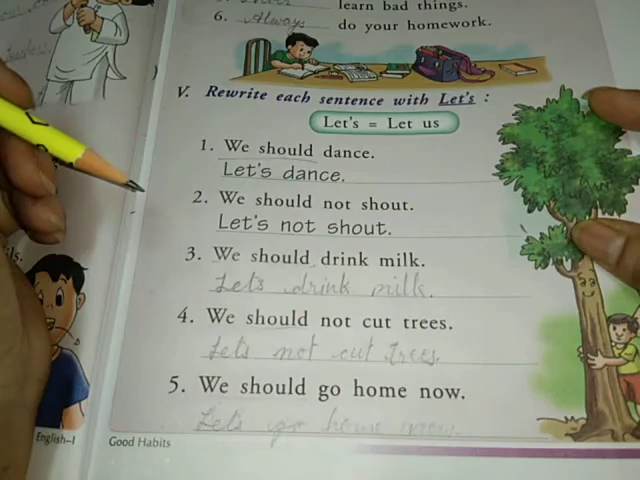 learn bad things.
6. Always do your homework.
V. Rewrite each sentence with Let's :
Let's = Let us
1. We should dance.
Let's dance.
2. We should not shout.
Let's not shout.
3. We should drink milk.
Let's drink milk.
4. We should not cut trees.
Lets not cut trees.
5. We should go home now.
Let's go home now.
English–I
Good Habits